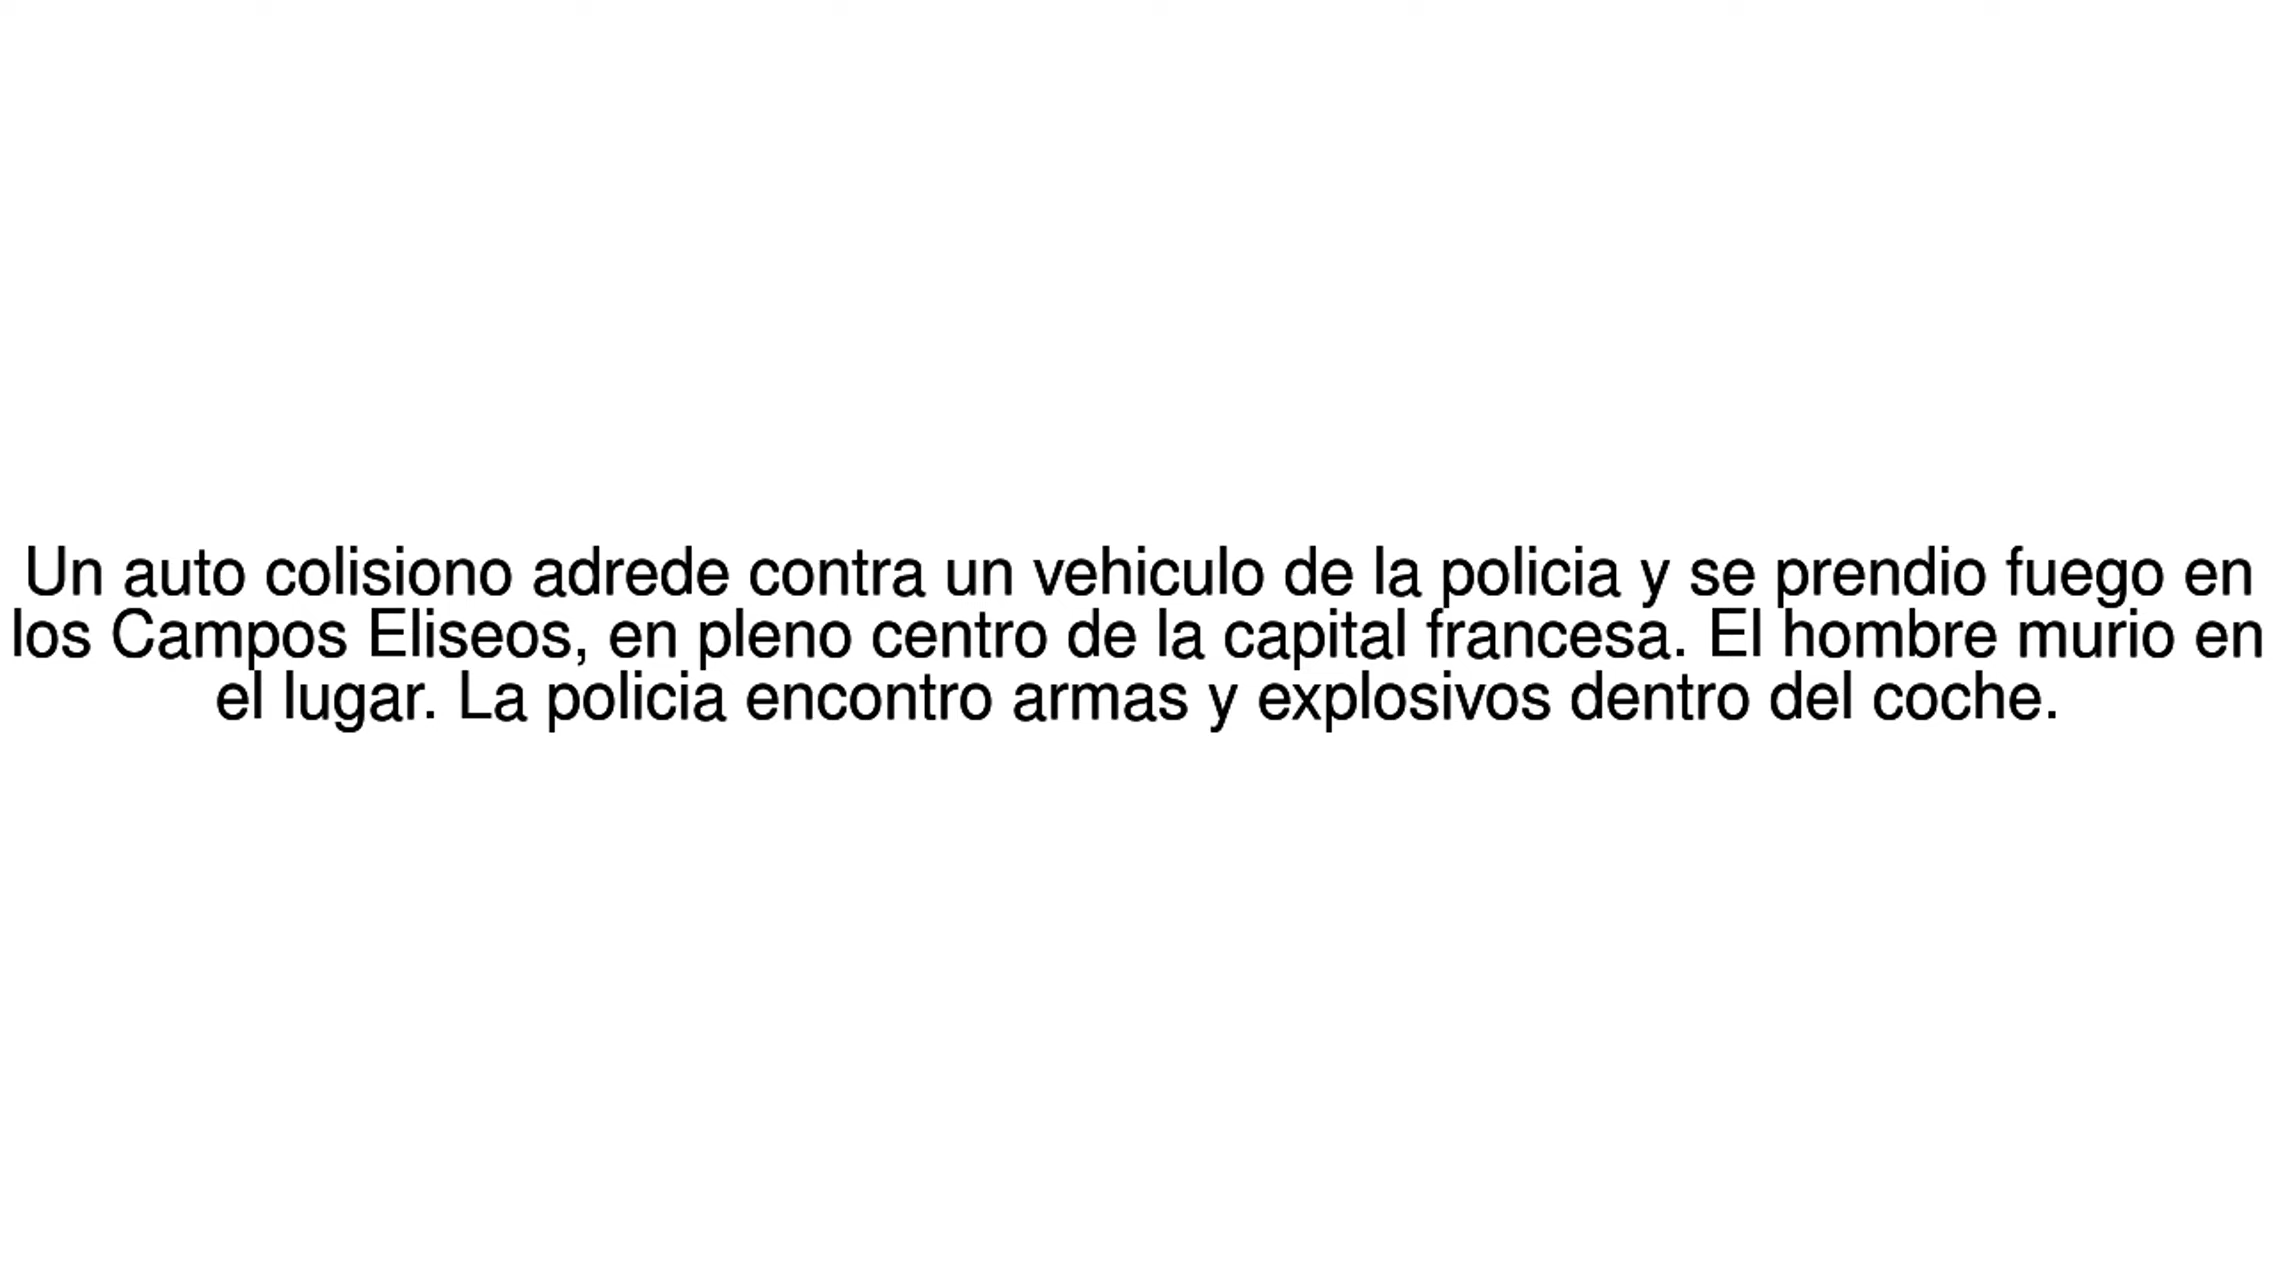 Un auto colisiono adrede contra un vehiculo de la policia y se prendio fuego en
los Campos Eliseos, en pleno centro de la capital francesa. El hombre murio en
el lugar. La policia encontro armas y explosivos dentro del coche.